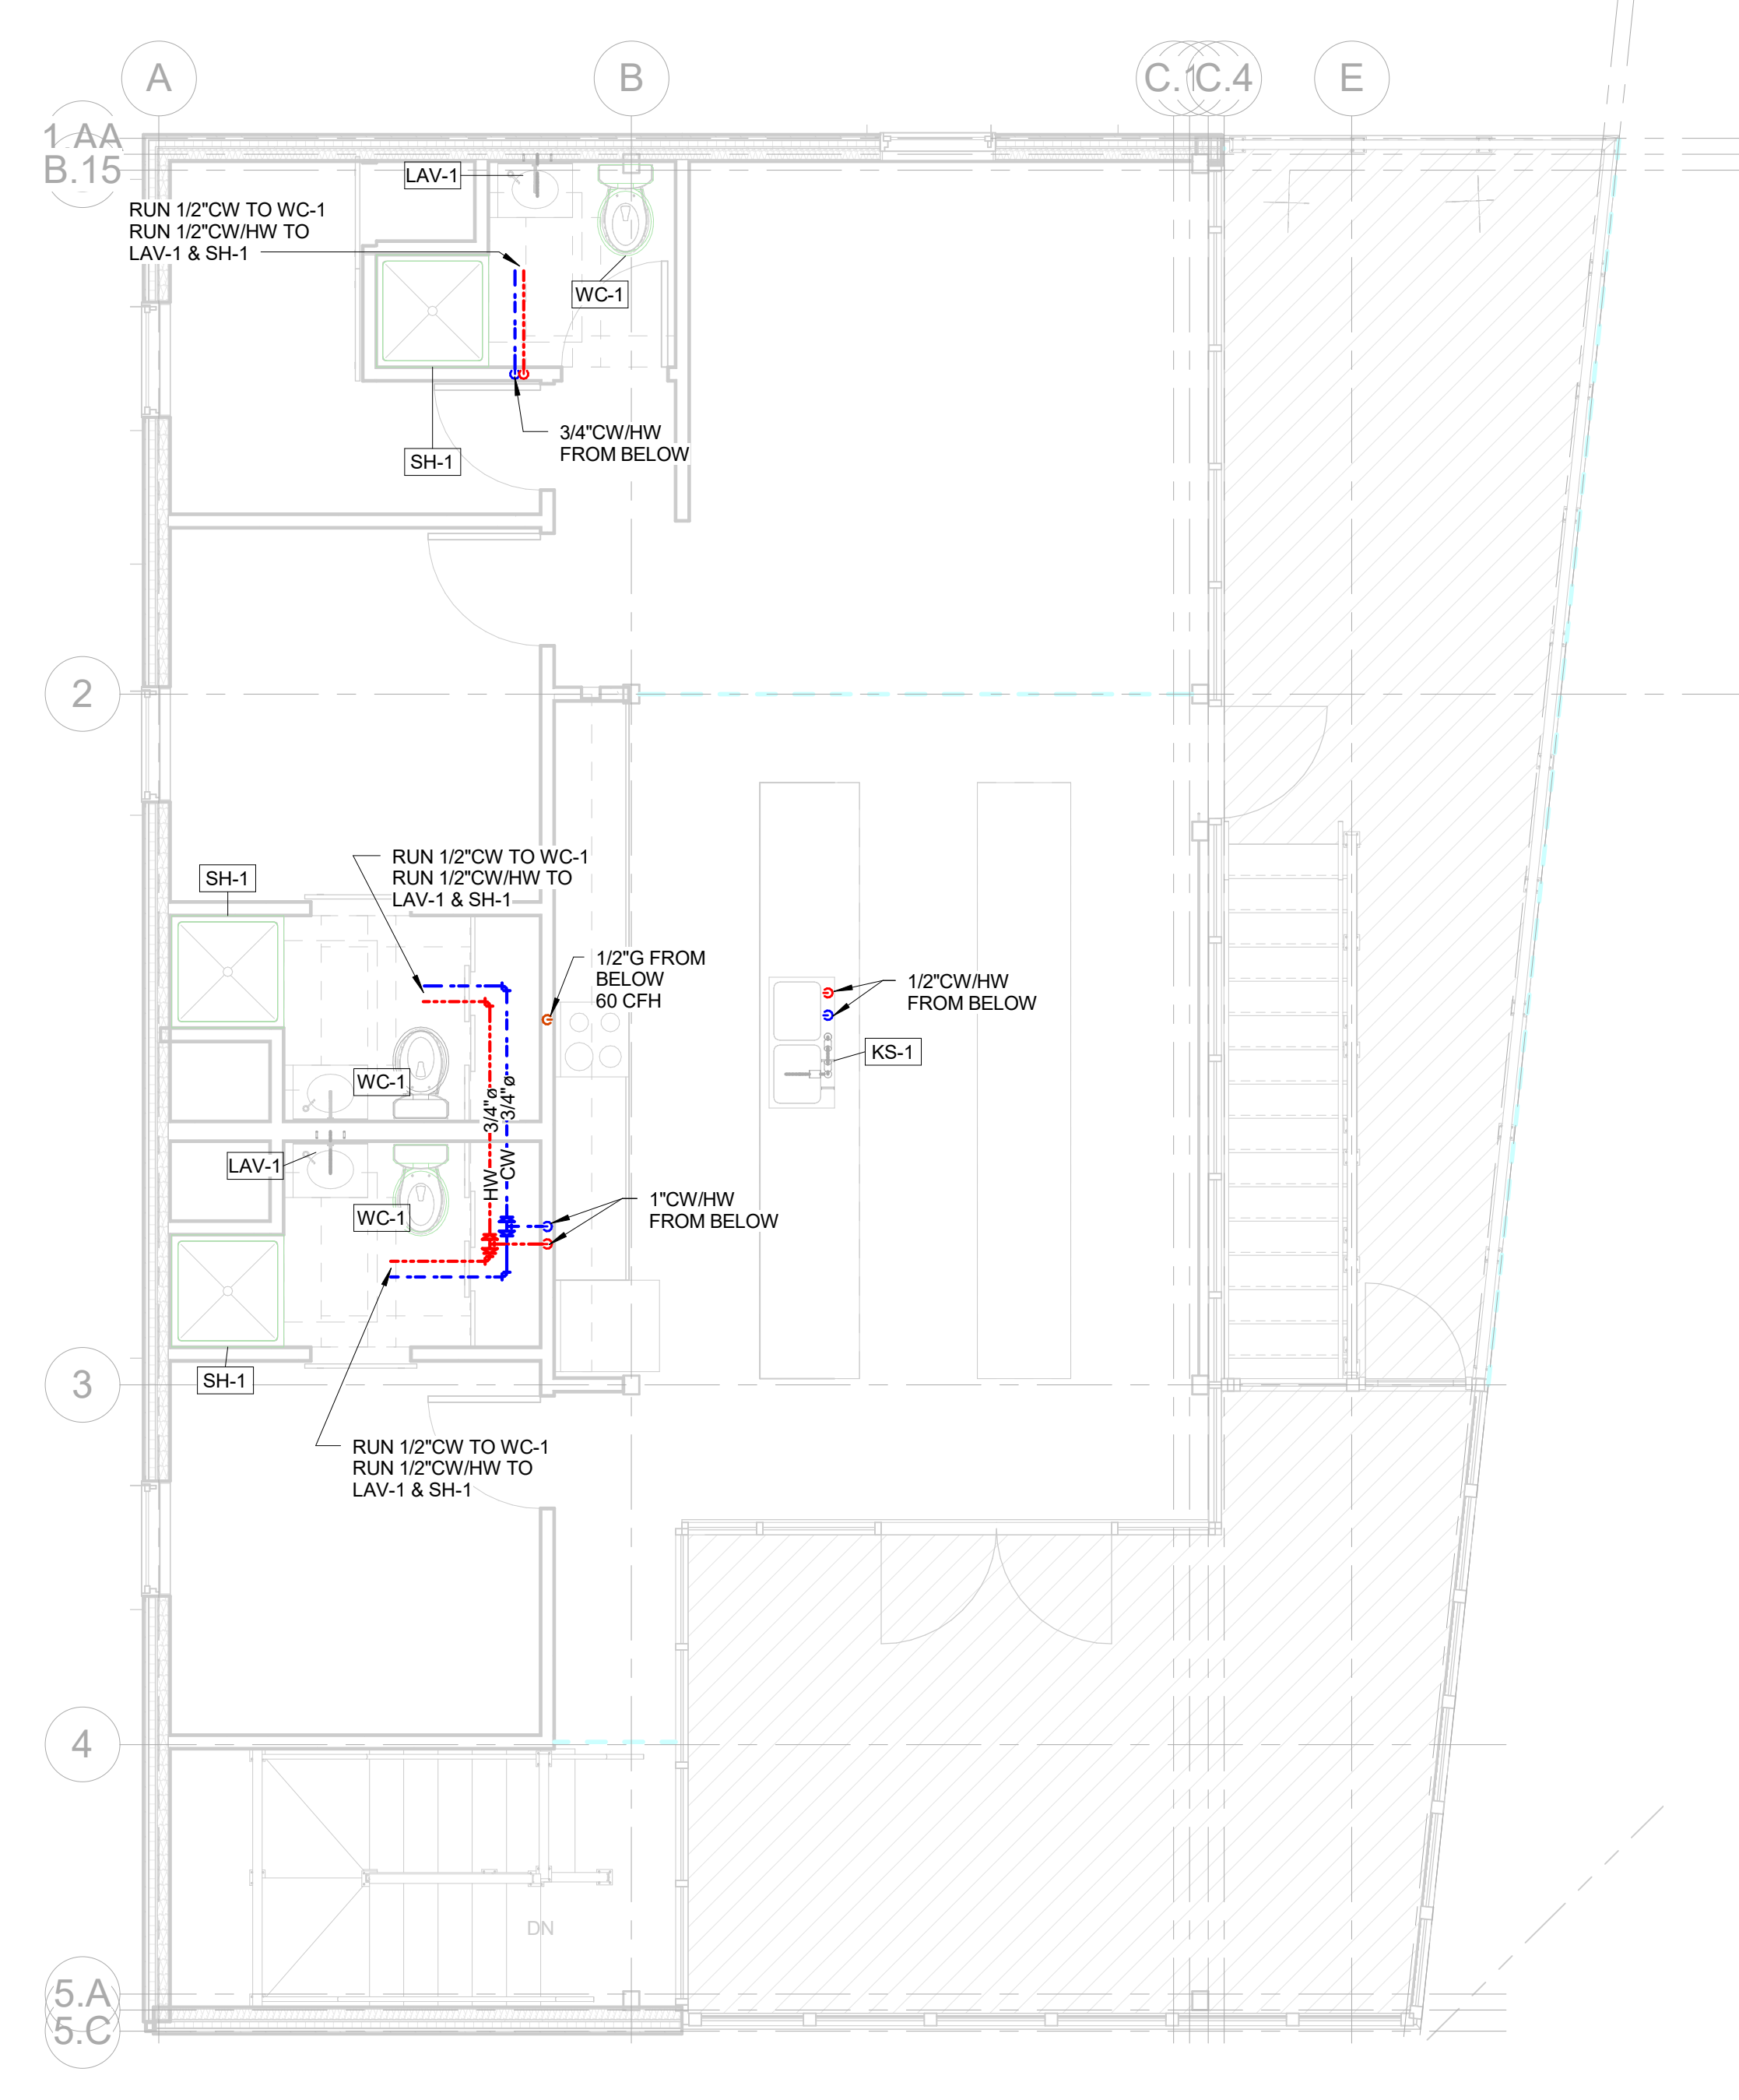 A
B
C.1
C.4
E
1.AA
B.15
LAV-1
RUN 1/2"CW TO WC-1
RUN 1/2"CW/HW TO
LAV-1 & SH-1
WC-1
3/4"CW/HW
FROM BELOW
SH-1
2
RUN 1/2"CW TO WC-1
RUN 1/2"CW/HW TO
LAV-1 & SH-1
SH-1
1/2"G FROM
BELOW
60 CFH
1/2"CW/HW
FROM BELOW
KS-1
WC-1
HW 3/4"ø
CW 3/4"ø
LAV-1
WC-1
1"CW/HW
FROM BELOW
3
SH-1
RUN 1/2"CW TO WC-1
RUN 1/2"CW/HW TO
LAV-1 & SH-1
4
DN
5.A
5.C